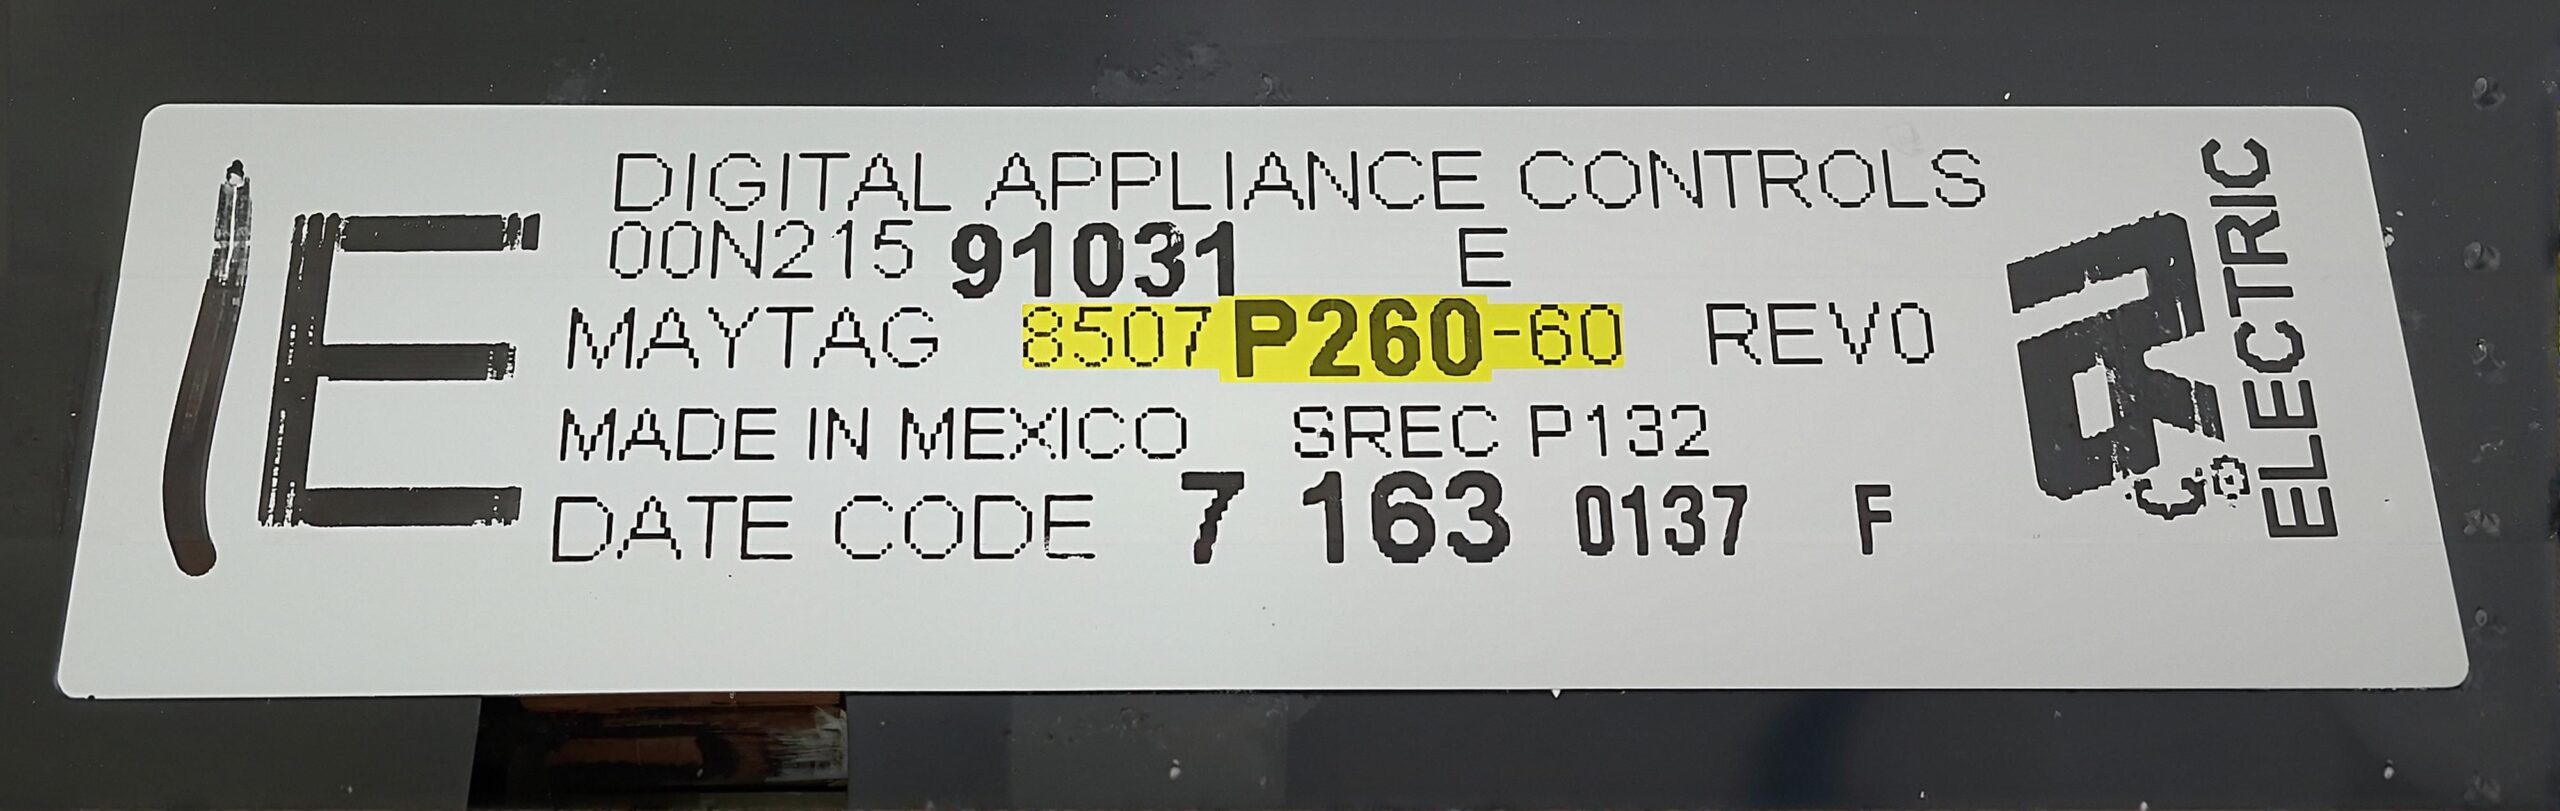 E
DIGITAL APPLIANCE CONTROLS
00N215 91031 E
MAYTAG 8507P260-60 REV0
MADE IN MEXICO SREC P132
DATE CODE 7 163 0137 F
ELECTRIC